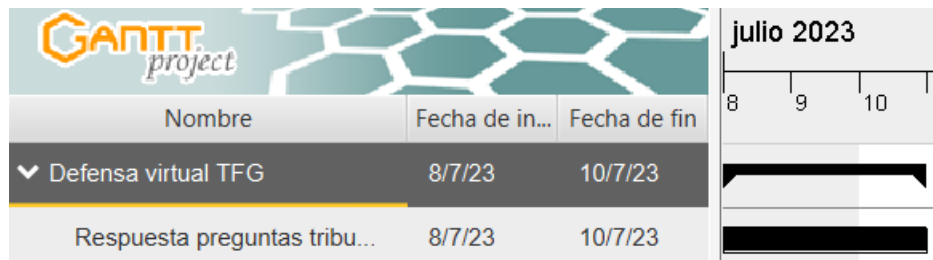 GANTT
project
julio 2023
8 9 10
Nombre Fecha de in... Fecha de fin
Defensa virtual TFG 8/7/23 10/7/23
Respuesta preguntas tribu... 8/7/23 10/7/23